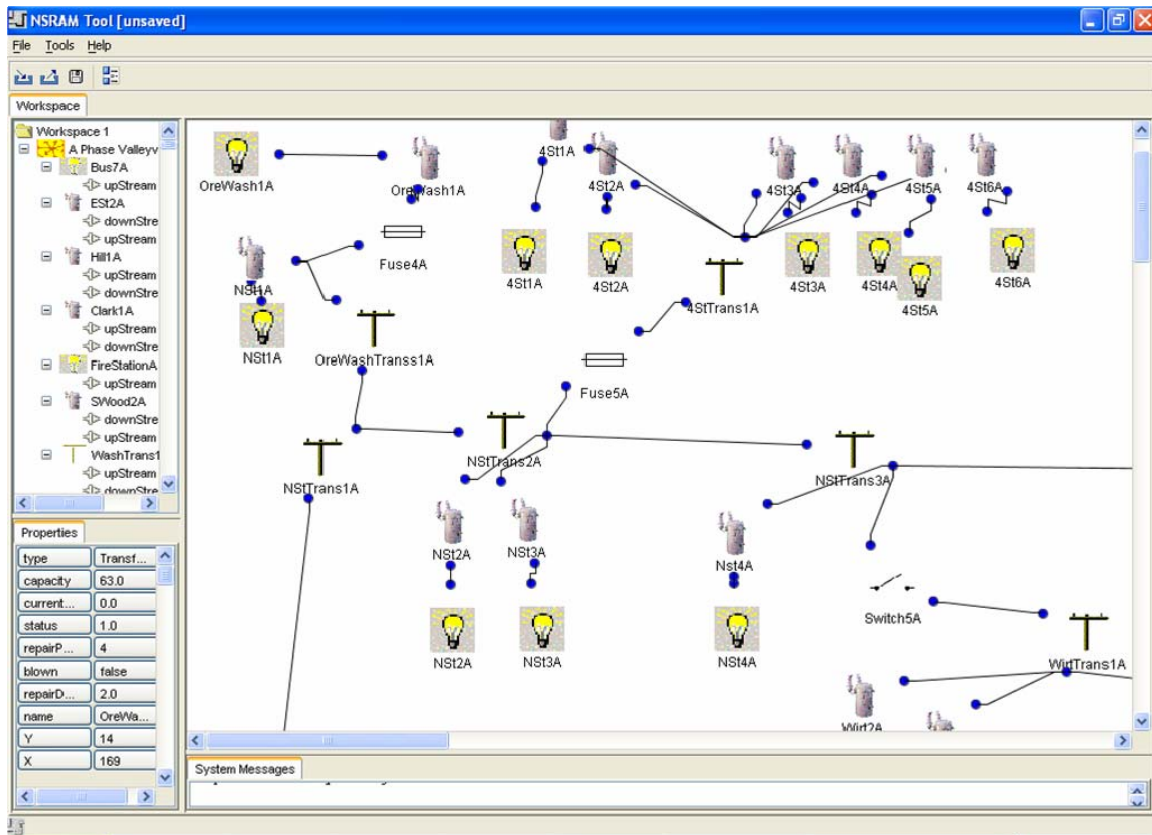 NSRAM Tool [unsaved]
File Tools Help
Workspace
Workspace 1
A Phase Valleyv
Bus7A
upStream
ESt2A
downStre
upStream
Hill1A
upStream
downStre
Clark1A
upStream
downStre
FireStationA
upStream
SWood2A
downStre
upStream
WashTrans1
upStream
downStre
Properties
type Transf...
capacity 63.0
current... 0.0
status 1.0
repairP... 4
blown false
repairD... 2.0
name OreWa...
Y 14
X 169
OreWash1A
OreWash1A
4St1A
4St2A
4St3A
4St4A
4St5A
4St6A
Fuse4A
NSt1A
NSt1A
4St1A
4St2A
4StTrans1A
4St3A
4St4A
4St5A
4St6A
OreWashTranss1A
Fuse5A
NStTrans1A
NStTrans2A
NStTrans3A
NSt2A
NSt3A
Nst4A
Switch5A
NSt2A
NSt3A
NSt4A
WirtTrans1A
Wirt2A
System Messages